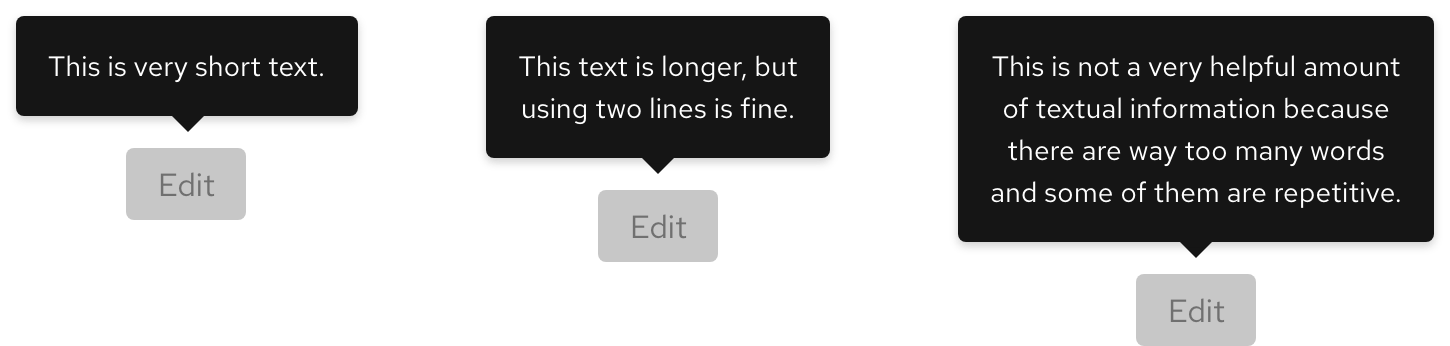 This is very short text.
Edit
This text is longer, but
using two lines is fine.
Edit
This is not a very helpful amount
of textual information because
there are way too many words
and some of them are repetitive.
Edit